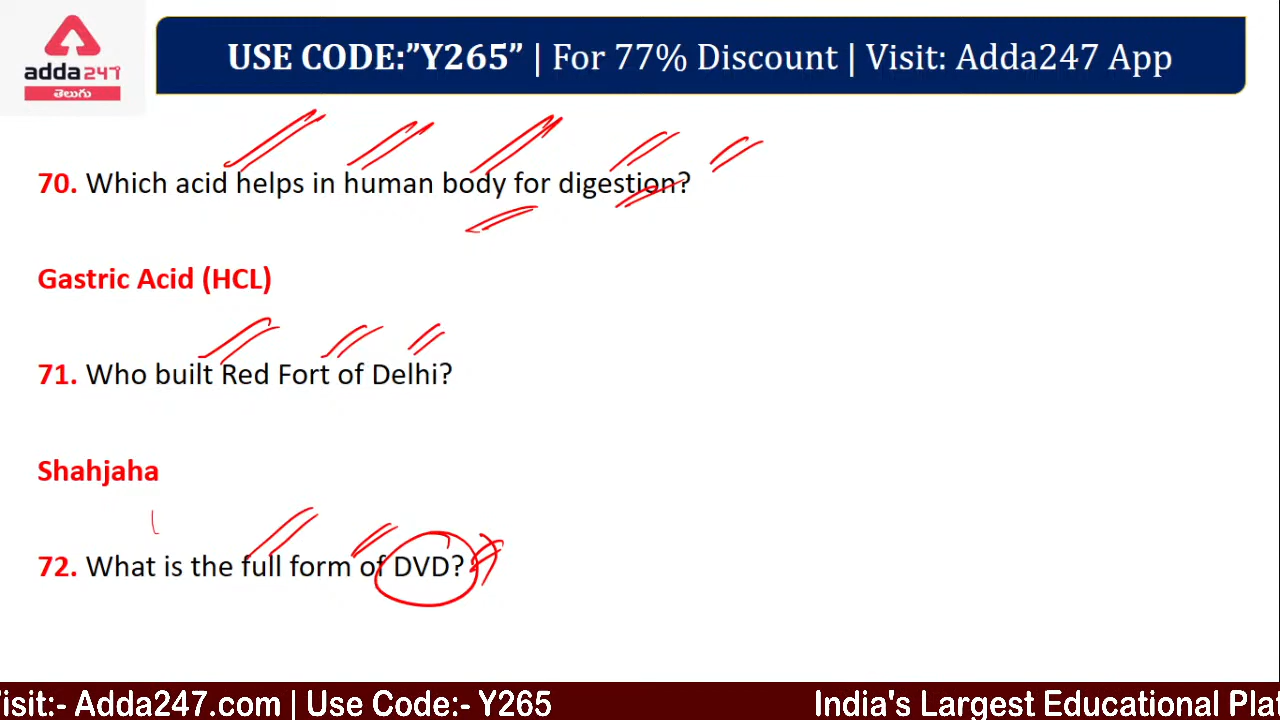 adda247
తెలుగు
USE CODE:”Y265” | For 77% Discount | Visit: Adda247 App
70. Which acid helps in human body for digestion?
Gastric Acid (HCL)
71. Who built Red Fort of Delhi?
Shahjaha
72. What is the full form of DVD?
isit:- Adda247.com | Use Code:- Y265 India's Largest Educational Pla